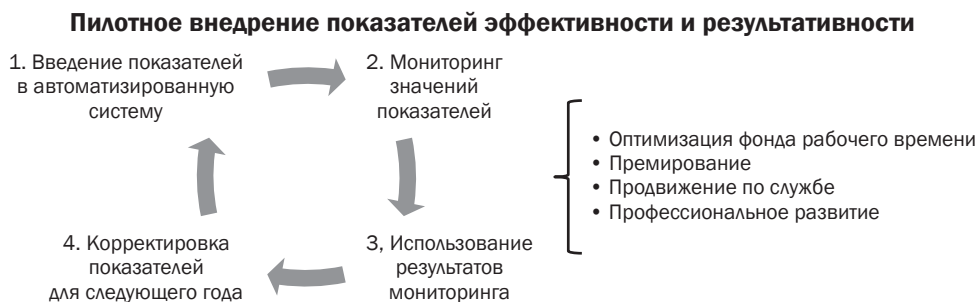 Пилотное внедрение показателей эффективности и результативности
1. Введение показателей
в автоматизированную
систему
2. Мониторинг
значений
показателей
• Оптимизация фонда рабочего времени
• Премирование
• Продвижение по службе
• Профессиональное развитие
3, Использование
результатов
мониторинга
4. Корректировка
показателей
для следующего года